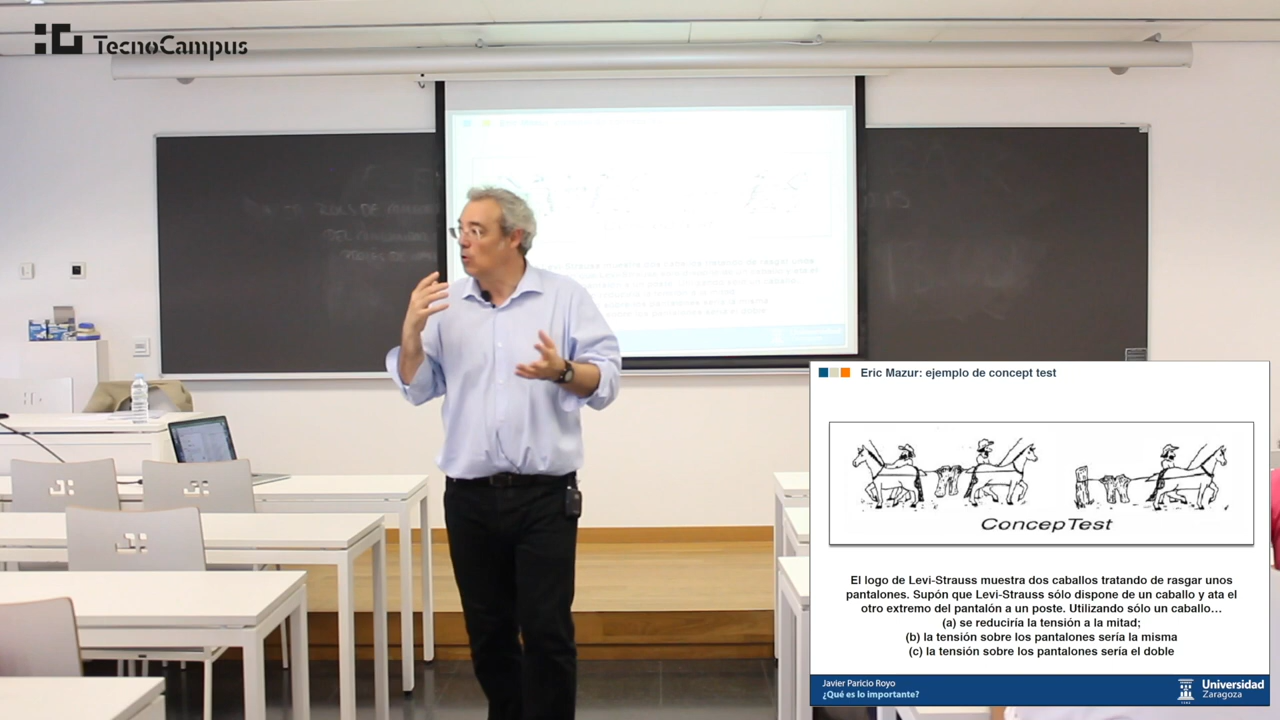 TecnoCampus
Eric Mazur: ejemplo de concept test
ConcepTest
El logo de Levi-Strauss muestra dos caballos tratando de rasgar unos
pantalones. Supón que Levi-Strauss sólo dispone de un caballo y ata el
otro extremo del pantalón a un poste. Utilizando sólo un caballo…
(a) se reduciría la tensión a la mitad;
(b) la tensión sobre los pantalones sería la misma
(c) la tensión sobre los pantalones sería el doble
Javier Paricio Royo
¿Qué es lo importante?
Universidad
Zaragoza